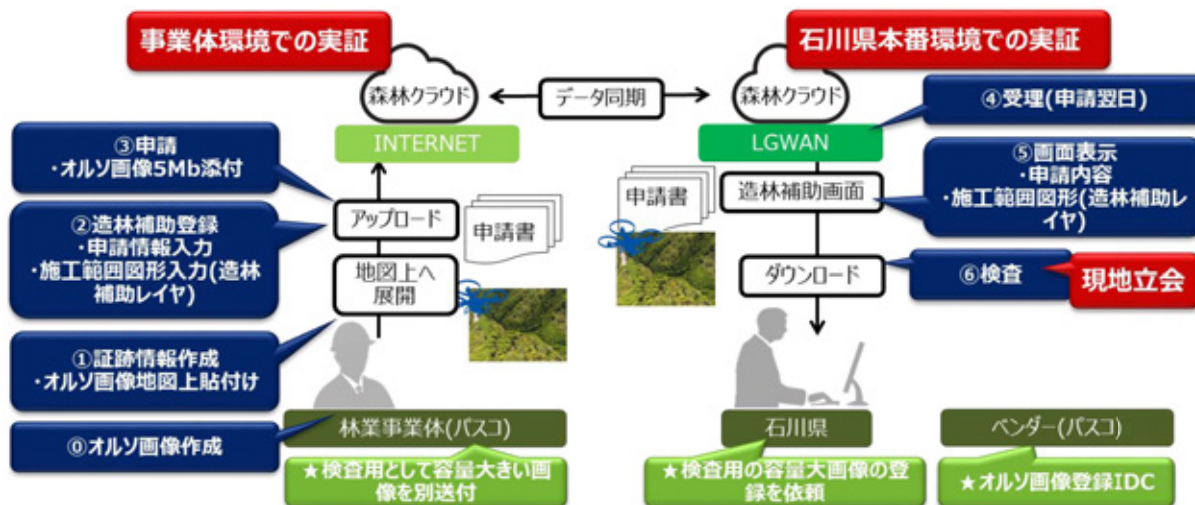 事業体環境での実証
石川県本番環境での実証
森林クラウド
データ同期
森林クラウド
INTERNET
LGWAN
③申請
・オルソ画像5Mb添付
④受理(申請翌日)
②造林補助登録
・申請情報入力
・施工範囲図形入力(造林
補助レイヤ)
アップロード
申請書
地図上へ
展開
申請書
造林補助画面
⑤画面表示
・申請内容
・施工範囲図形(造林補助レ
イヤ)
ダウンロード
⑥検査
現地立会
①証跡情報作成
・オルソ画像地図上貼付け
⓪オルソ画像作成
林業事業体(パスコ)
石川県
ベンダー(パスコ)
★検査用として容量大きい画
像を別送付
★検査用の容量大画像の登
録を依頼
★オルソ画像登録IDC